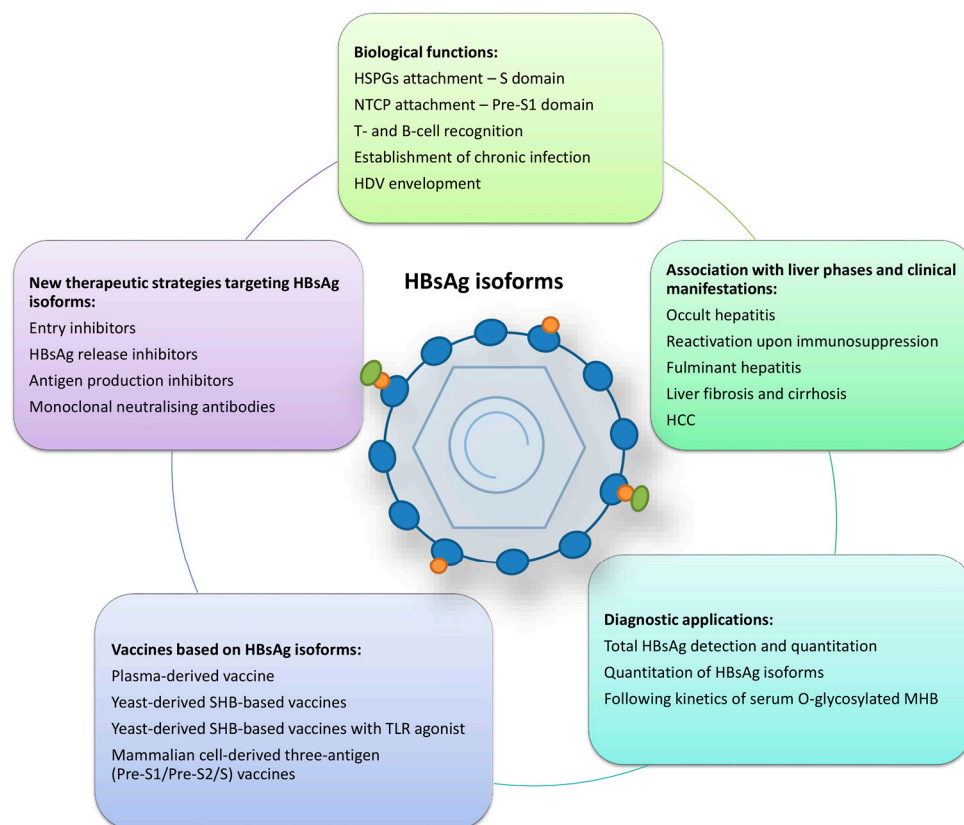 Biological functions:
HSPGs attachment – S domain
NTCP attachment – Pre-S1 domain
T- and B-cell recognition
Establishment of chronic infection
HDV envelopment
New therapeutic strategies targeting HBsAg
isoforms:
Entry inhibitors
HBsAg release inhibitors
Antigen production inhibitors
Monoclonal neutralising antibodies
HBsAg isoforms
Association with liver phases and clinical
manifestations:
Occult hepatitis
Reactivation upon immunosuppression
Fulminant hepatitis
Liver fibrosis and cirrhosis
HCC
Vaccines based on HBsAg isoforms:
Plasma-derived vaccine
Yeast-derived SHB-based vaccines
Yeast-derived SHB-based vaccines with TLR agonist
Mammalian cell-derived three-antigen
(Pre-S1/Pre-S2/S) vaccines
Diagnostic applications:
Total HBsAg detection and quantitation
Quantitation of HBsAg isoforms
Following kinetics of serum O-glycosylated MHB